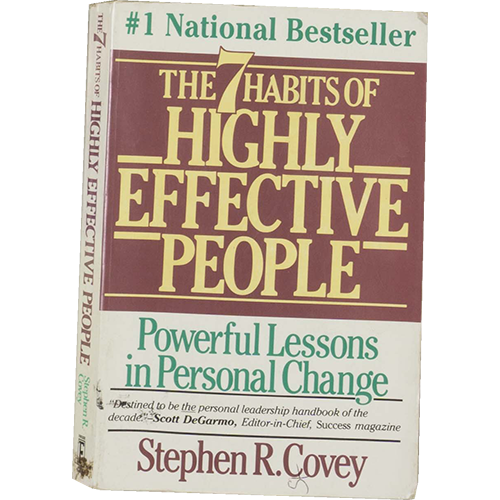 #1 National Bestseller
THE 7 HABITS OF
HIGHLY
EFFECTIVE
PEOPLE
Powerful Lessons
in Personal Change
"Destined to be the personal leadership handbook of the
decade."—Scott DeGarmo, Editor-in-Chief, Success magazine
Stephen R. Covey
THE 7 HABITS OF HIGHLY EFFECTIVE PEOPLE
Stephen R.
Covey